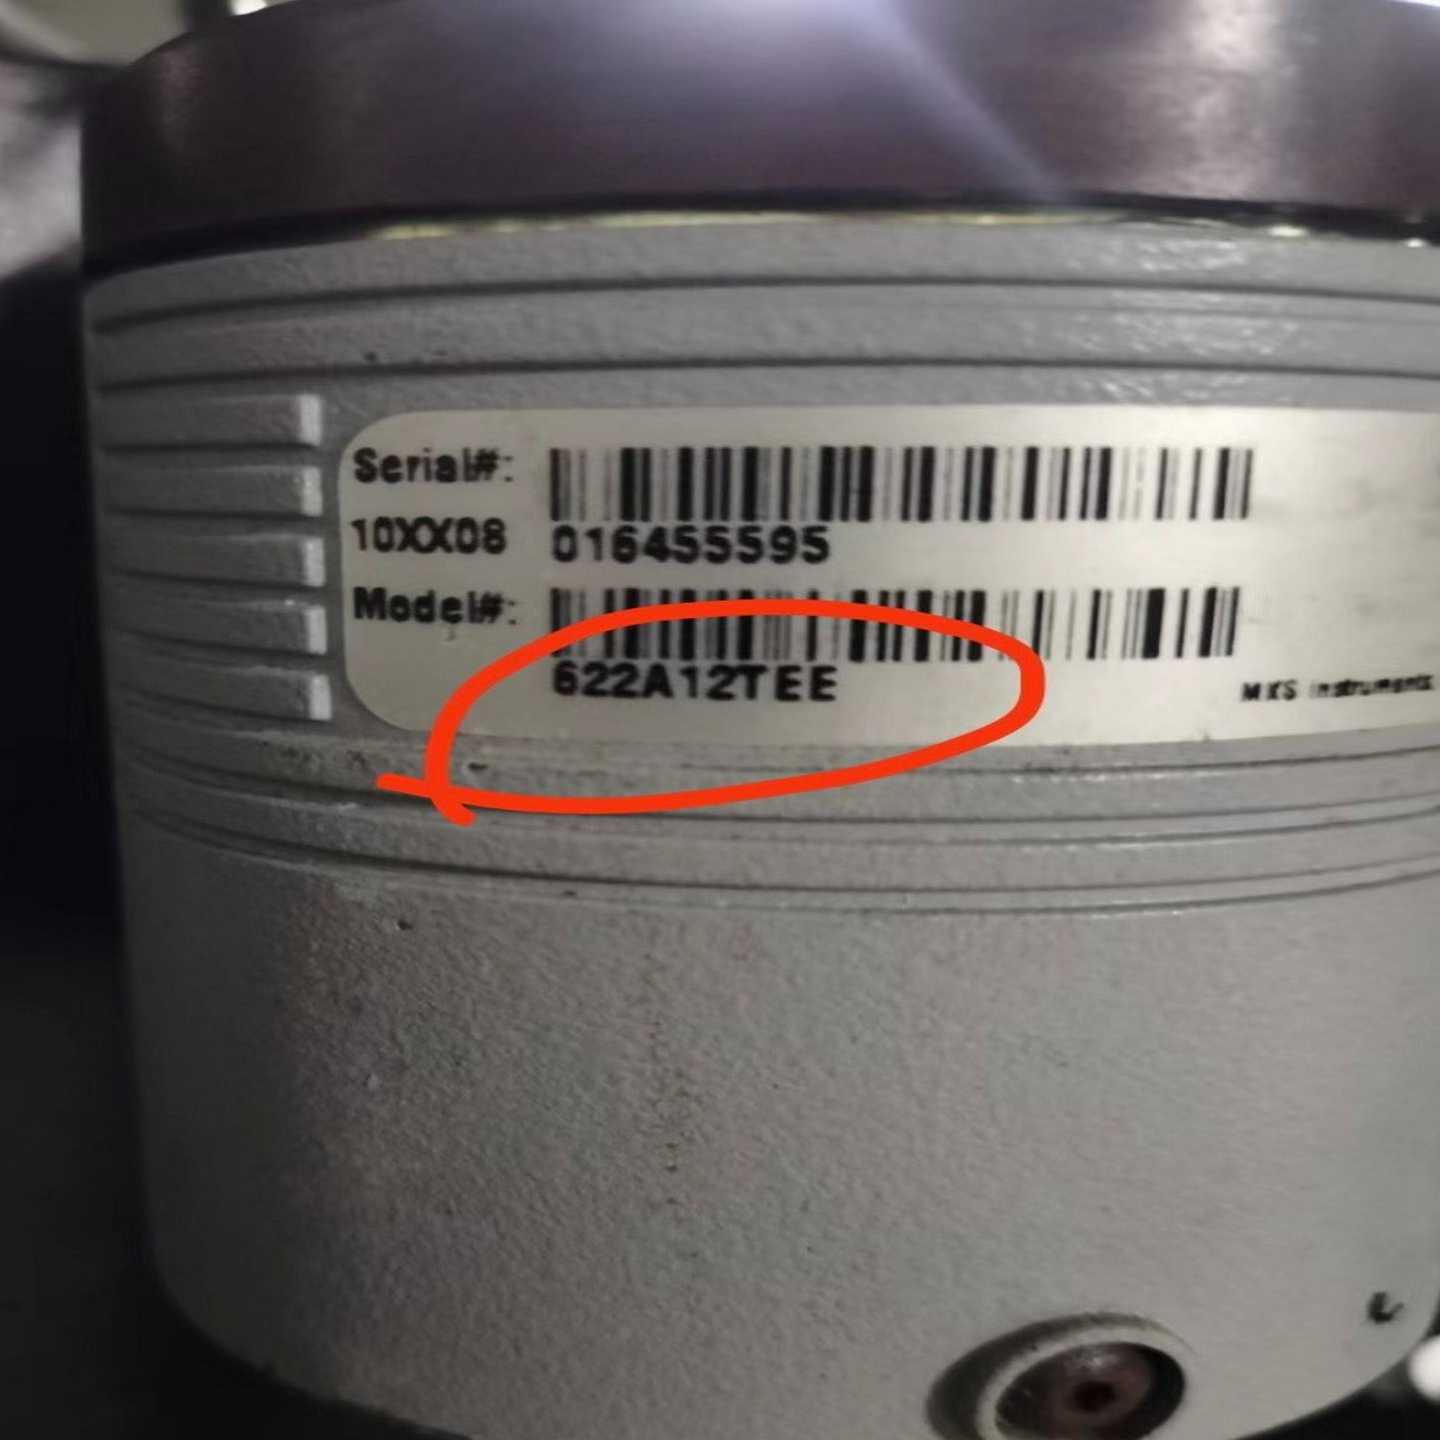 Serial#:
10XX08 016455595
Model#:
622A12TEE
MKS Instruments